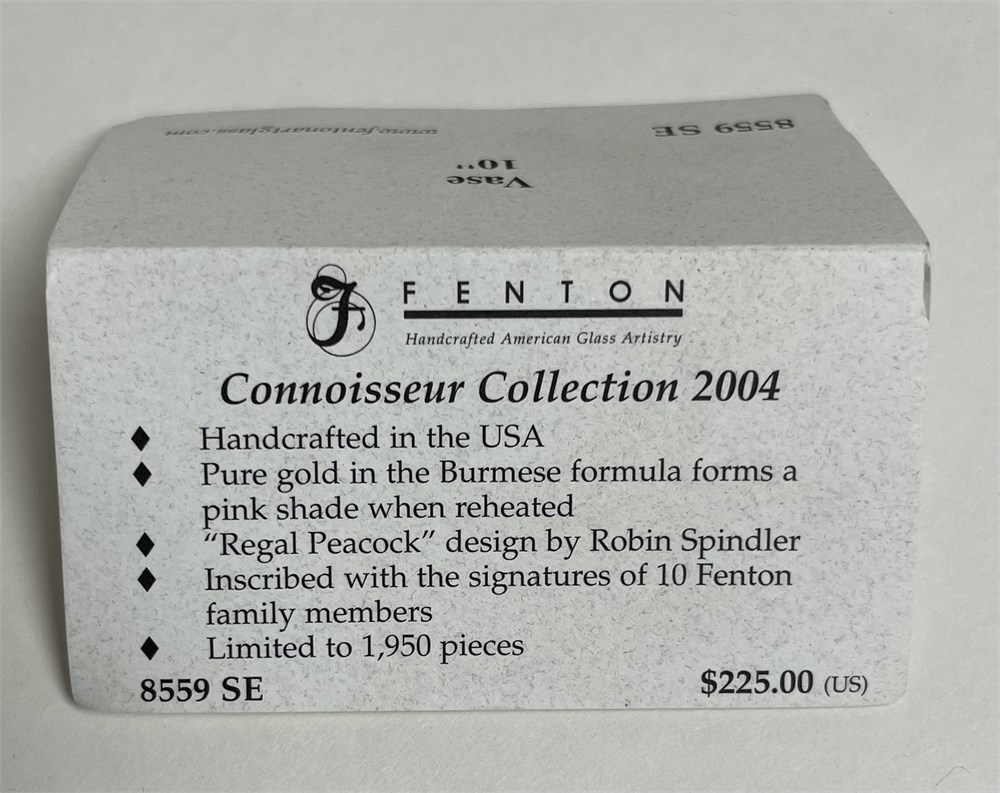 www.fentonartglass.com
8559 SE
Vase
10"
F
FENTON
Handcrafted American Glass Artistry
Connoisseur Collection 2004
♦ Handcrafted in the USA
♦ Pure gold in the Burmese formula forms a
pink shade when reheated
♦ “Regal Peacock” design by Robin Spindler
♦ Inscribed with the signatures of 10 Fenton
family members
♦ Limited to 1,950 pieces
8559 SE
$225.00 (US)